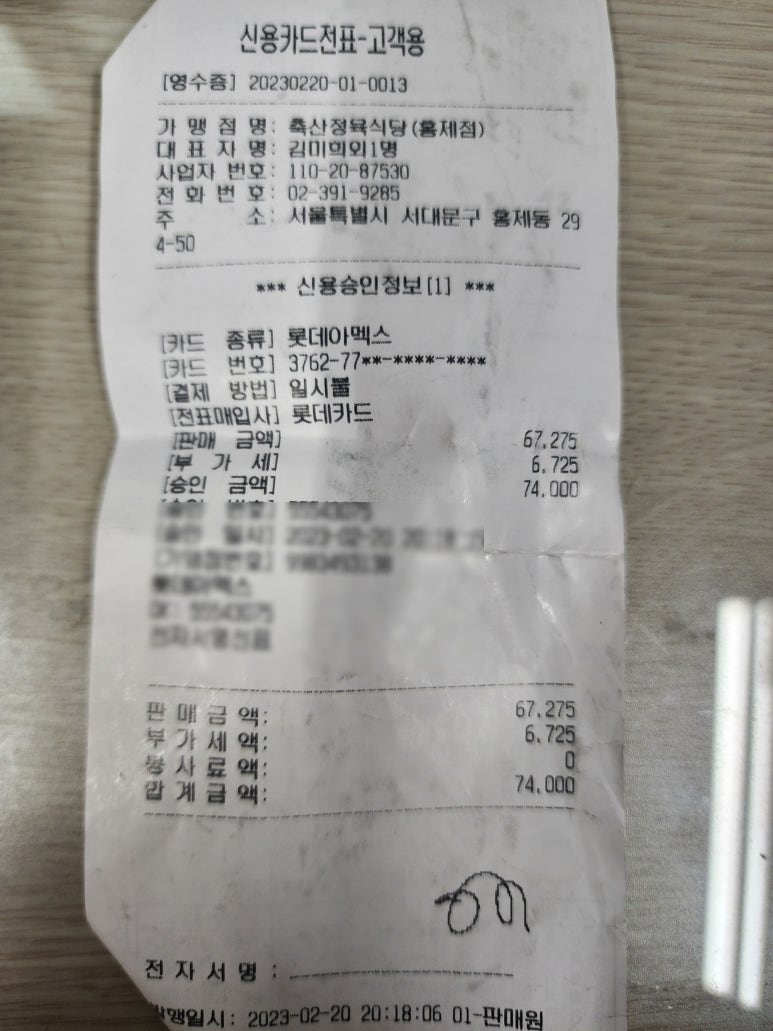 신용카드전표-고객용
[영수증] 20230220-01-0013
가 맹 점 명: 축산정육식당(홍제점)
대 표 자 명: 김미희외1명
사업자 번호: 110-20-87530
전 화 번 호: 02-391-9285
주 소: 서울특별시 서대문구 홍제동 29
4-50
*** 신용승인정보[1] ***
[카드 종류] 롯데아멕스
[카드 번호] 3762-77**-****-****
[결제 방법] 일시불
[전표매입사] 롯데카드
[판매 금액] 67,275
[부 가 세] 6,725
[승인 금액] 74,000
판 매 금 액: 67,275
부 가 세 액: 6,725
봉 사 료 액: 0
합 계 금 액: 74,000
전 자 서 명 :
발행일시: 2023-02-20 20:18:06 01-판매원